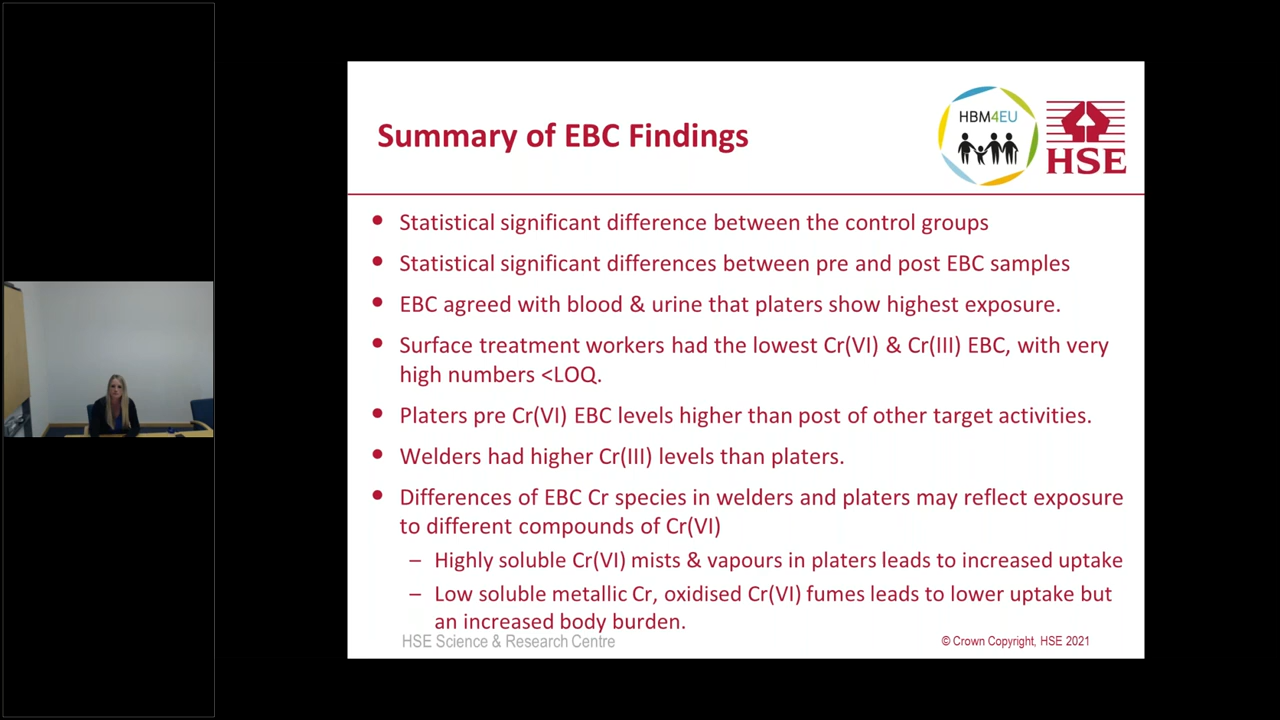 Summary of EBC Findings
HBM4EU
HSE
• Statistical significant difference between the control groups
• Statistical significant differences between pre and post EBC samples
• EBC agreed with blood & urine that platers show highest exposure.
• Surface treatment workers had the lowest Cr(VI) & Cr(III) EBC, with very
high numbers <LOQ.
• Platers pre Cr(VI) EBC levels higher than post of other target activities.
• Welders had higher Cr(III) levels than platers.
• Differences of EBC Cr species in welders and platers may reflect exposure
to different compounds of Cr(VI)
– Highly soluble Cr(VI) mists & vapours in platers leads to increased uptake
– Low soluble metallic Cr, oxidised Cr(VI) fumes leads to lower uptake but
an increased body burden.
HSE Science & Research Centre
© Crown Copyright, HSE 2021